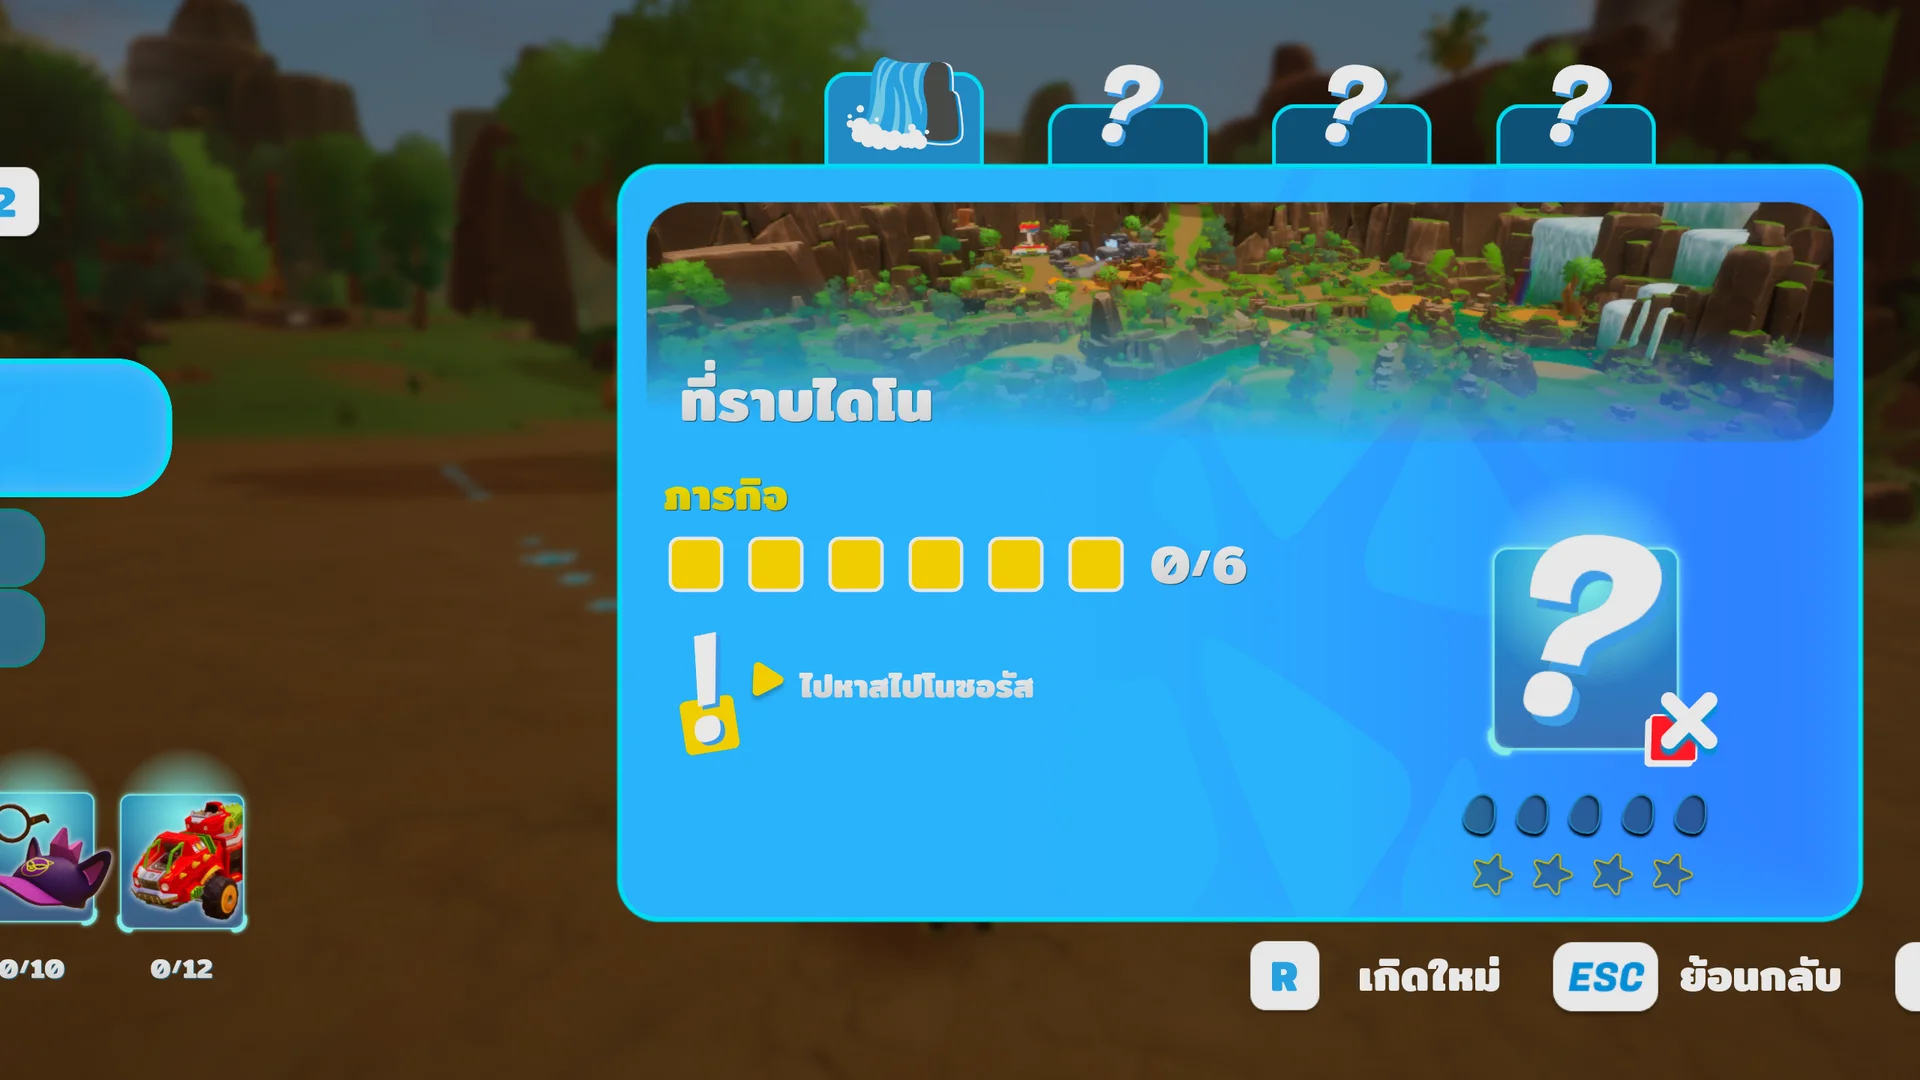 2
ที่ราบไดโน
ภารกิจ
0/6
ไปหาสไปโนซอรัส
0/10
0/12
R เกิดใหม่
ESC ย้อนกลับ